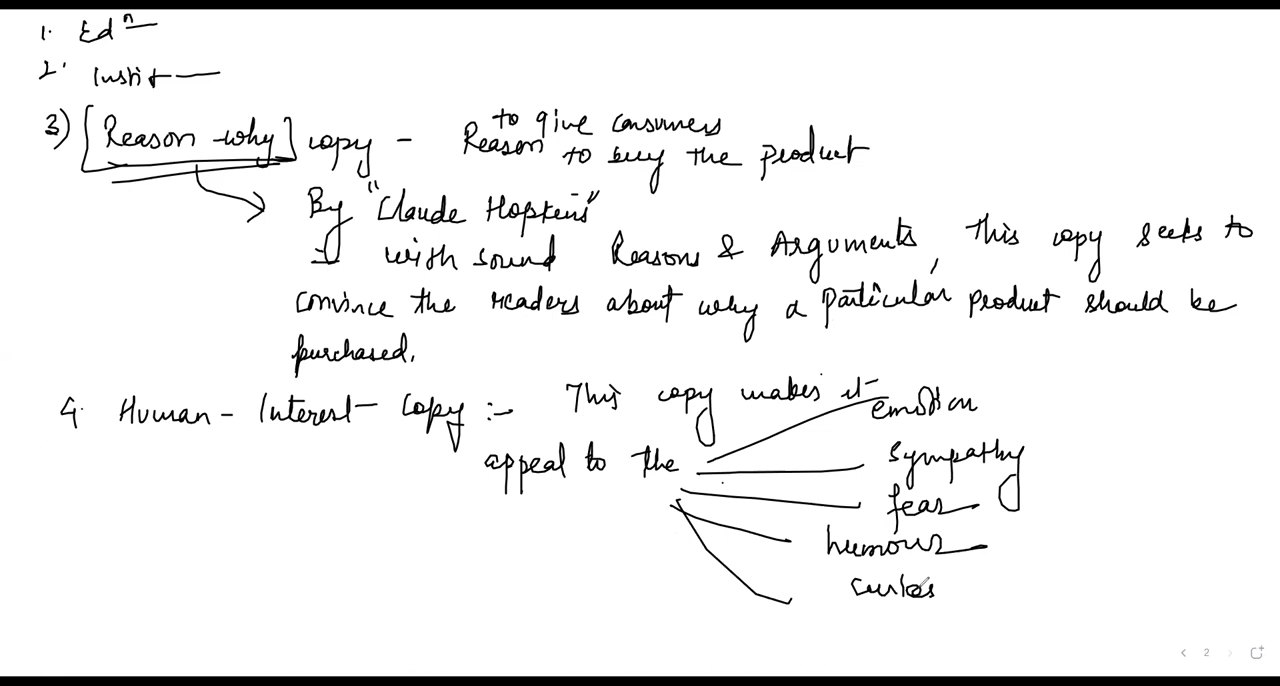 1. Edn
2. Instit
3) [Reason why] copy - to give consumers
Reason to buy the product
By "Claude Hopkins"
with sound Reasons & Arguments, This copy seeks to
convince the readers about why a particular product should be
purchased.
4. Human - Interest copy :- This copy makes it
appeal to the
emotion
sympathy
fear
humour
2